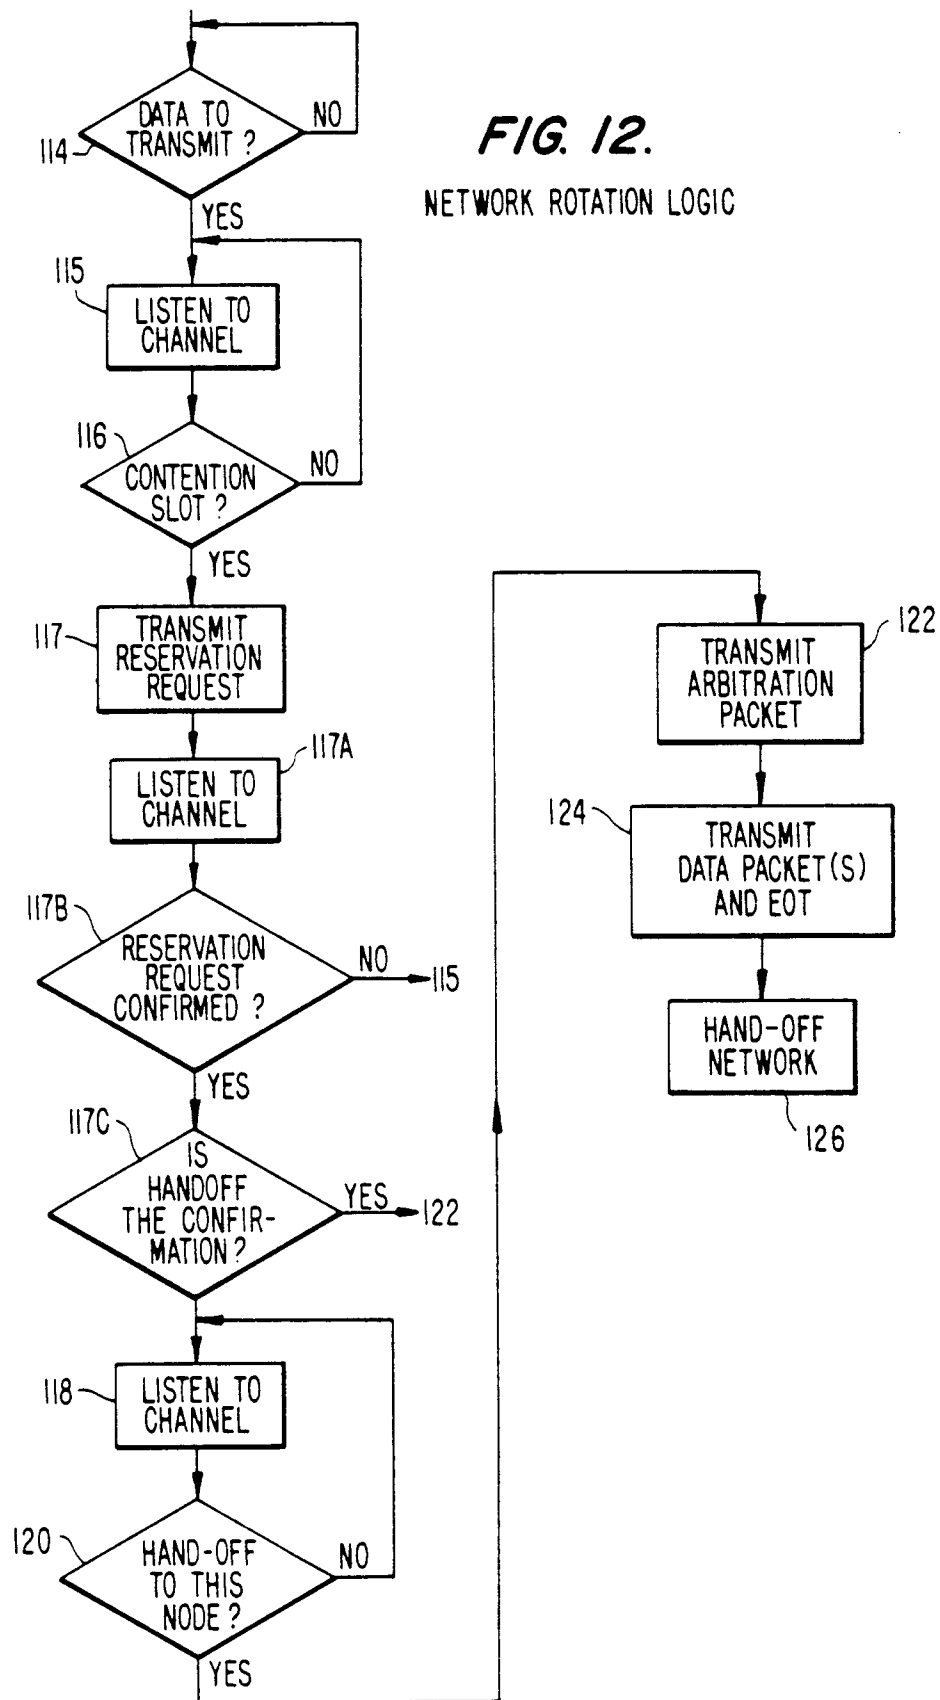 DATA TO
TRANSMIT ?
NO
114
YES
FIG. 12.
NETWORK ROTATION LOGIC
115
LISTEN TO
CHANNEL
116
CONTENTION
SLOT ?
NO
YES
117
TRANSMIT
RESERVATION
REQUEST
117A
LISTEN TO
CHANNEL
117B
RESERVATION
REQUEST
CONFIRMED ?
NO
115
YES
117C
IS
HANDOFF
THE CONFIR-
MATION ?
YES
122
118
LISTEN TO
CHANNEL
120
HAND-OFF
TO THIS
NODE ?
NO
YES
122
TRANSMIT
ARBITRATION
PACKET
124
TRANSMIT
DATA PACKET(S)
AND EOT
HAND-OFF
NETWORK
126